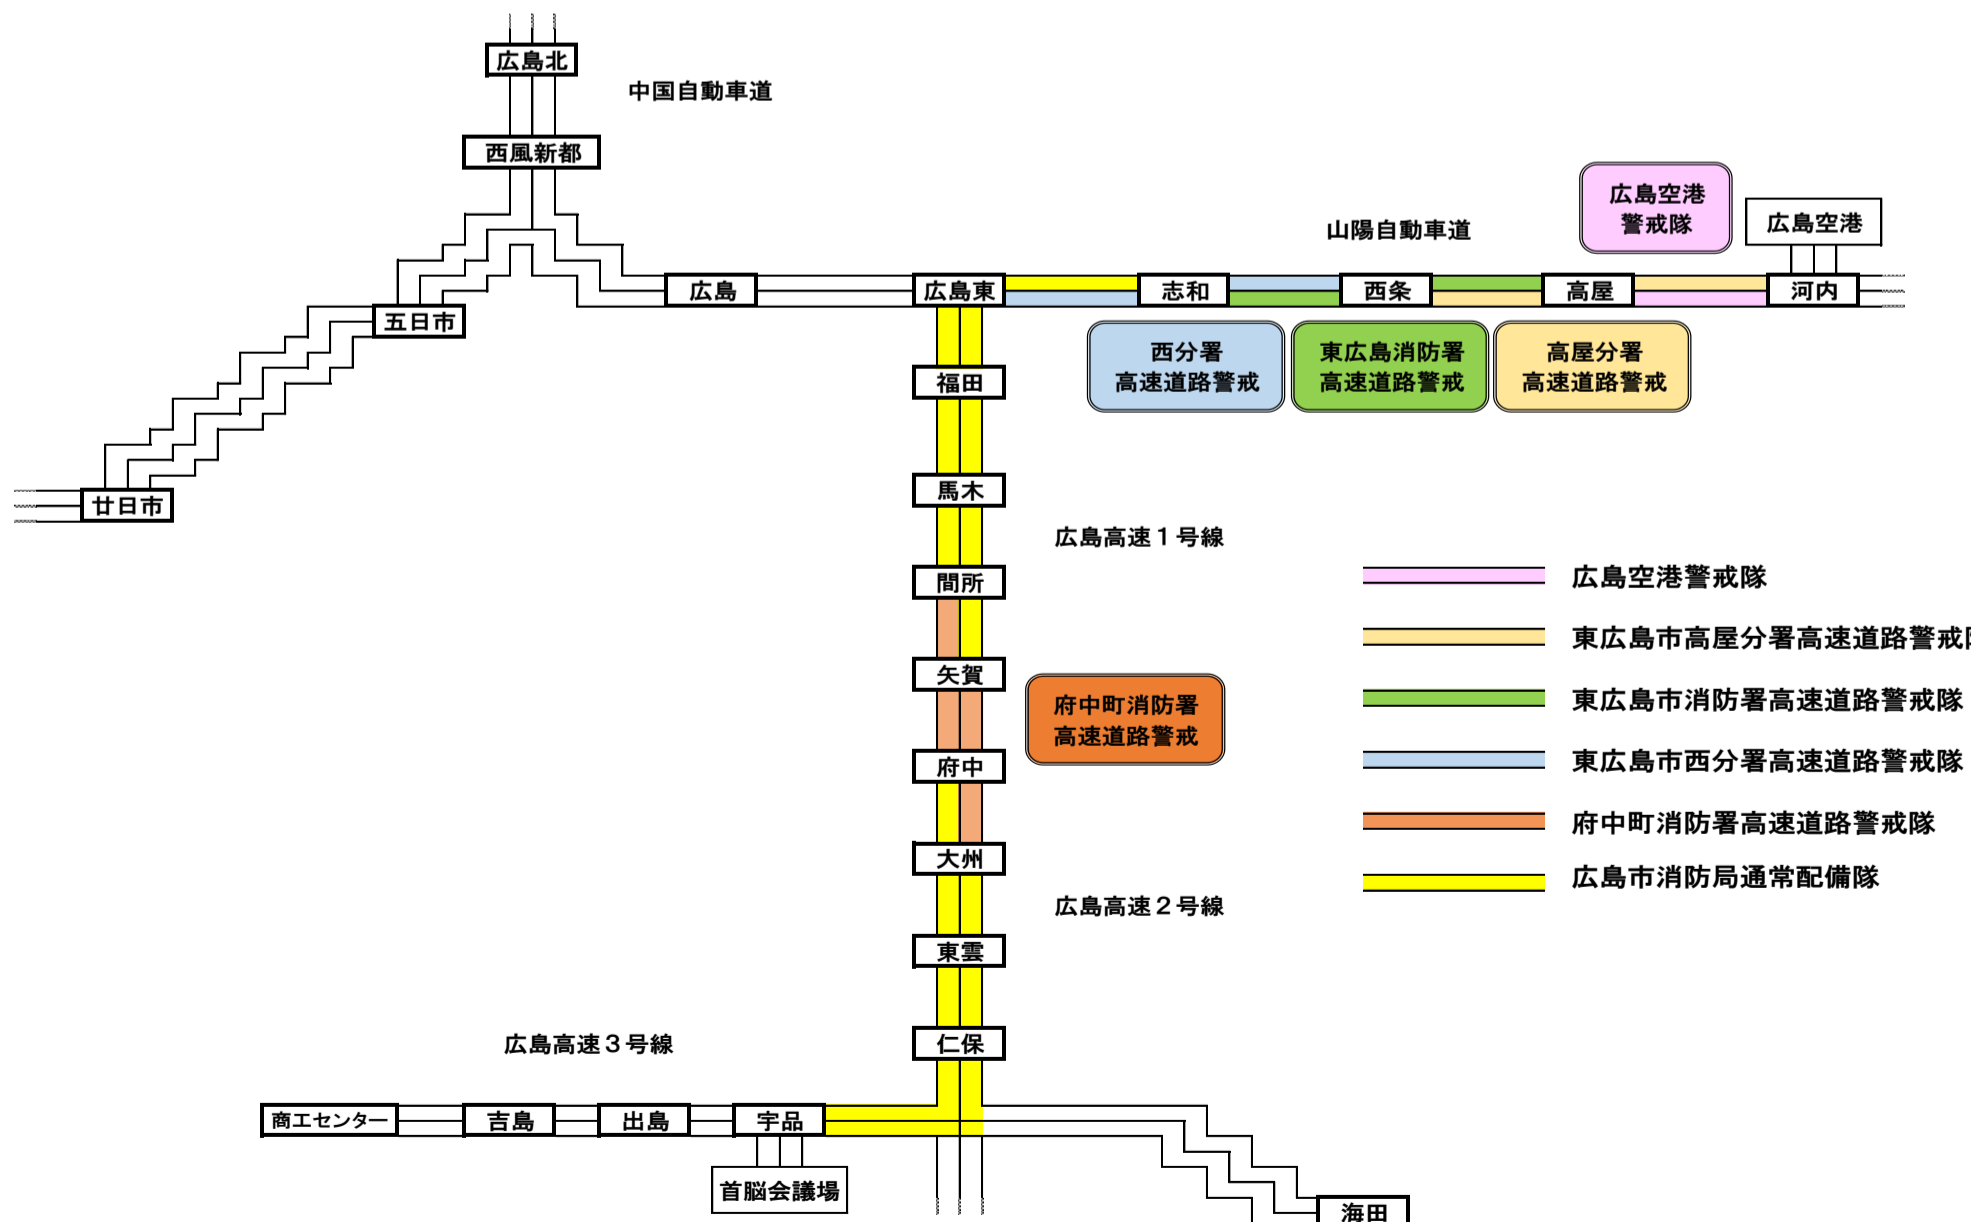 広島北
中国自動車道
西風新都
広島空港
警戒隊
広島空港
山陽自動車道
広島
広島東
志和
西条
高屋
河内
五日市
西分署
高速道路警戒
東広島消防署
高速道路警戒
高屋分署
高速道路警戒
福田
馬木
廿日市
広島高速１号線
間所
広島空港警戒隊
東広島市高屋分署高速道路警戒
矢賀
府中町消防署
高速道路警戒
東広島市消防署高速道路警戒隊
府中
東広島市西分署高速道路警戒隊
府中町消防署高速道路警戒隊
大州
広島市消防局通常配備隊
広島高速２号線
東雲
仁保
広島高速３号線
商工センター
吉島
出島
宇品
首脳会議場
海田